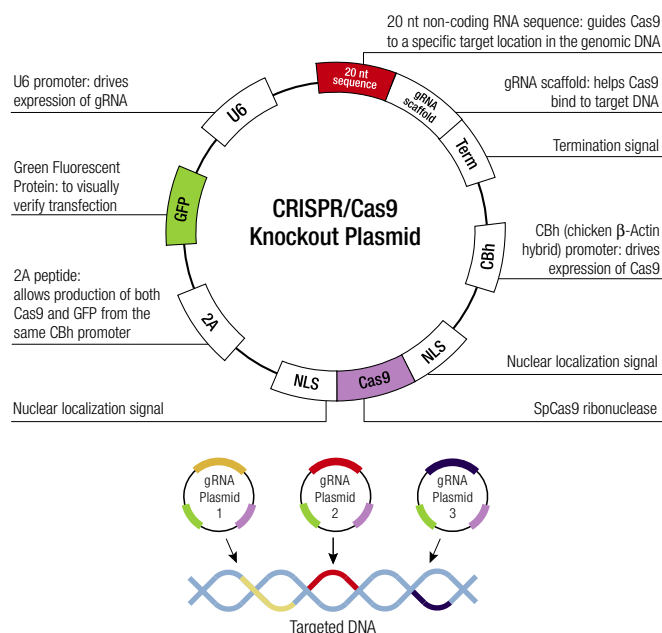 20 nt non-coding RNA sequence: guides Cas9
to a specific target location in the genomic DNA
20 nt
sequence
U6 promoter: drives
expression of gRNA
U6
gRNA
scaffold
gRNA scaffold: helps Cas9
bind to target DNA
Term
Termination signal
Green Fluorescent
Protein: to visually
verify transfection
GFP
CRISPR/Cas9
Knockout Plasmid
CBh
CBh (chicken β-Actin
hybrid) promoter: drives
expression of Cas9
2A peptide:
allows production of both
Cas9 and GFP from the
same CBh promoter
2A
NLS
Cas9
NLS
Nuclear localization signal
Nuclear localization signal
SpCas9 ribonuclease
gRNA
Plasmid
1
gRNA
Plasmid
2
gRNA
Plasmid
3
Targeted DNA